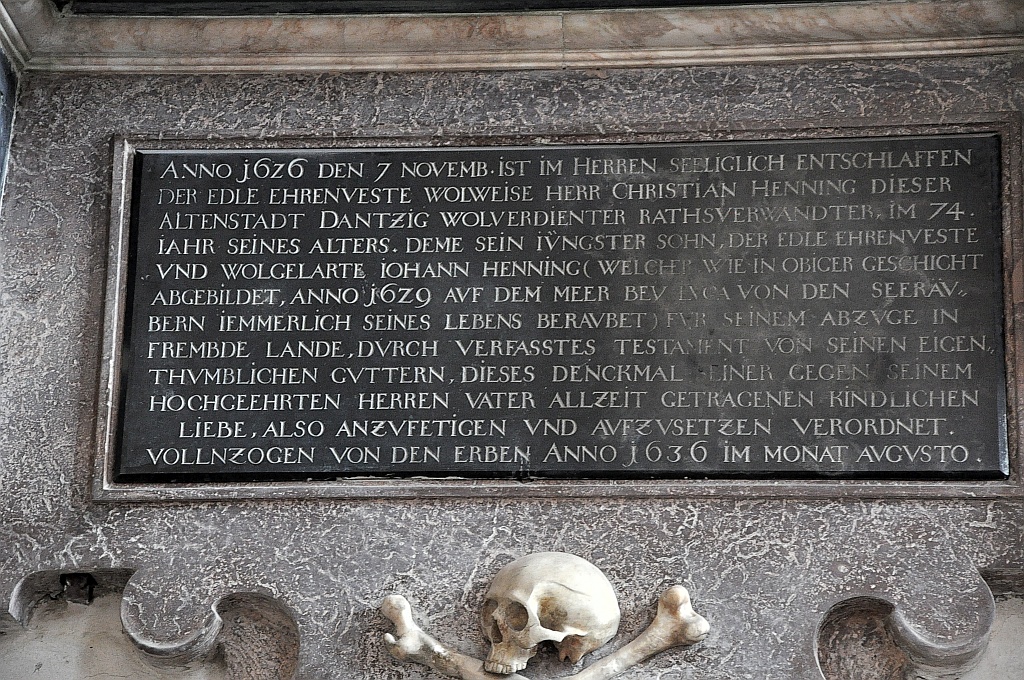 ANNO 1626 DEN 7 NOVEMB. IST IM HERREN SEELIGLICH ENTSCHLAFFEN
DER EDLE EHRENVESTE WOLWEISE HERR CHRISTIAN HENNING DIESER
ALTENSTADT DANTZIG WOLVERDIENTER RATHSVERWANDTER, IM 74.
IAHR SEINES ALTERS. DEME SEIN IṺNGSTER SOHN, DER EDLE EHRENVESTE
VND WOLGELARTE IOHANN HENNING (WELCHER WIE IN OBIGER GESCHICHT
ABGEBILDET, ANNO 1629 AVF DEM MEER BEV LVCA VON DEN SEERAV„
BERN IEMMERLICH SEINES LEBENS BERAVBET) FVR SEINEM ABZVGE IN
FREMBDE LANDE, DVRCH VERFASSTES TESTAMENT VON SEINEN EIGEN„
THVMBLICHEN GVTTERN, DIESES DENCKMAL SEINER GEGEN SEINEM
HOCHGEEHRTEN HERREN VATER ALLZEIT GETRAGENEN KINDLICHEN
LIEBE, ALSO ANZVFETIGEN VND AVFZVSETZEN VERORDNET.
VOLLNZOGEN VON DEN ERBEN ANNO 1636 IM MONAT AVGVSTO.